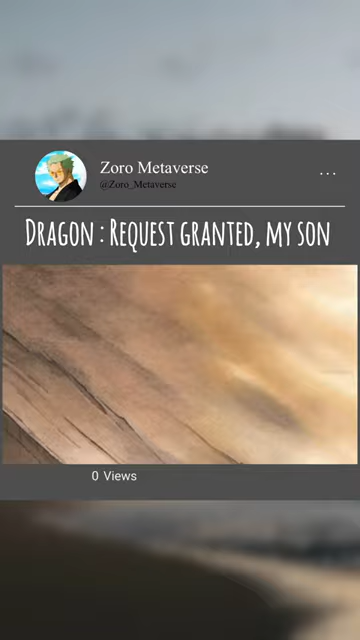 Zoro Metaverse
@Zoro_Metaverse
...
Dragon : Request granted, my son
0 Views